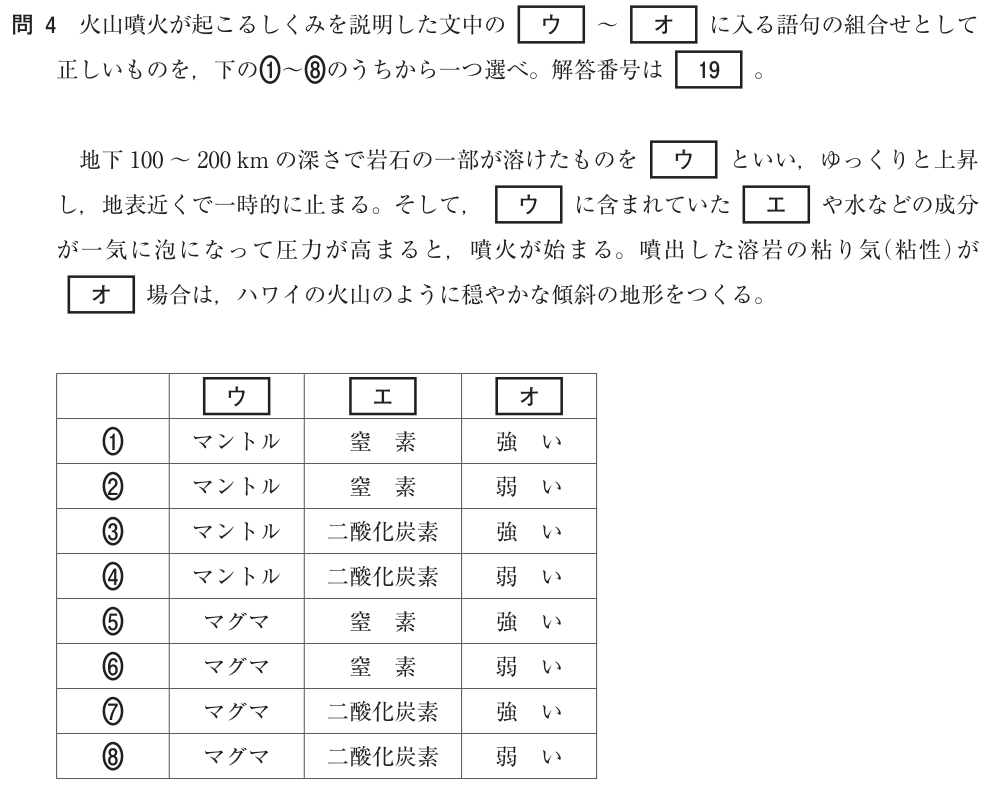 問 4 火山噴火が起こるしくみを説明した文中の ウ ～ オ に入る語句の組合せとして
正しいものを，下の①～⑧のうちから一つ選べ。解答番号は 19 。
地下 100 ～ 200 km の深さで岩石の一部が溶けたものを ウ といい，ゆっくりと上昇
し，地表近くで一時的に止まる。そして， ウ に含まれていた エ や水などの成分
が一気に泡になって圧力が高まると，噴火が始まる。噴出した溶岩の粘り気(粘性)が
オ 場合は，ハワイの火山のように穏やかな傾斜の地形をつくる。
ウ エ オ
① マントル 窒 素 強 い
② マントル 窒 素 弱 い
③ マントル 二酸化炭素 強 い
④ マントル 二酸化炭素 弱 い
⑤ マグマ 窒 素 強 い
⑥ マグマ 窒 素 弱 い
⑦ マグマ 二酸化炭素 強 い
⑧ マグマ 二酸化炭素 弱 い